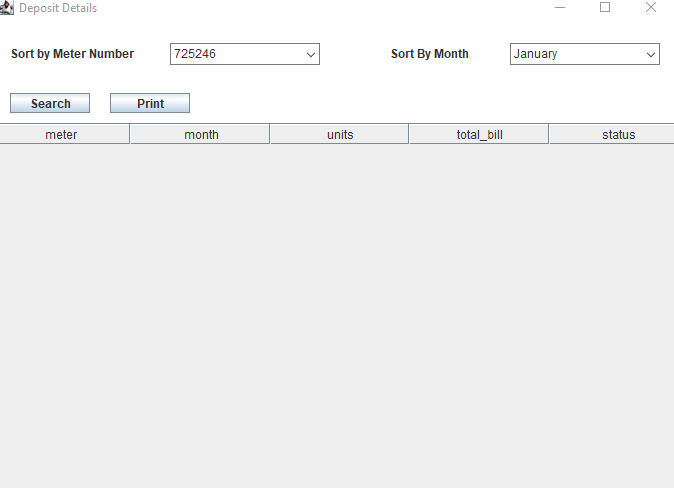 Deposit Details
Sort by Meter Number 725246 Sort By Month January
Search Print
meter month units total_bill status